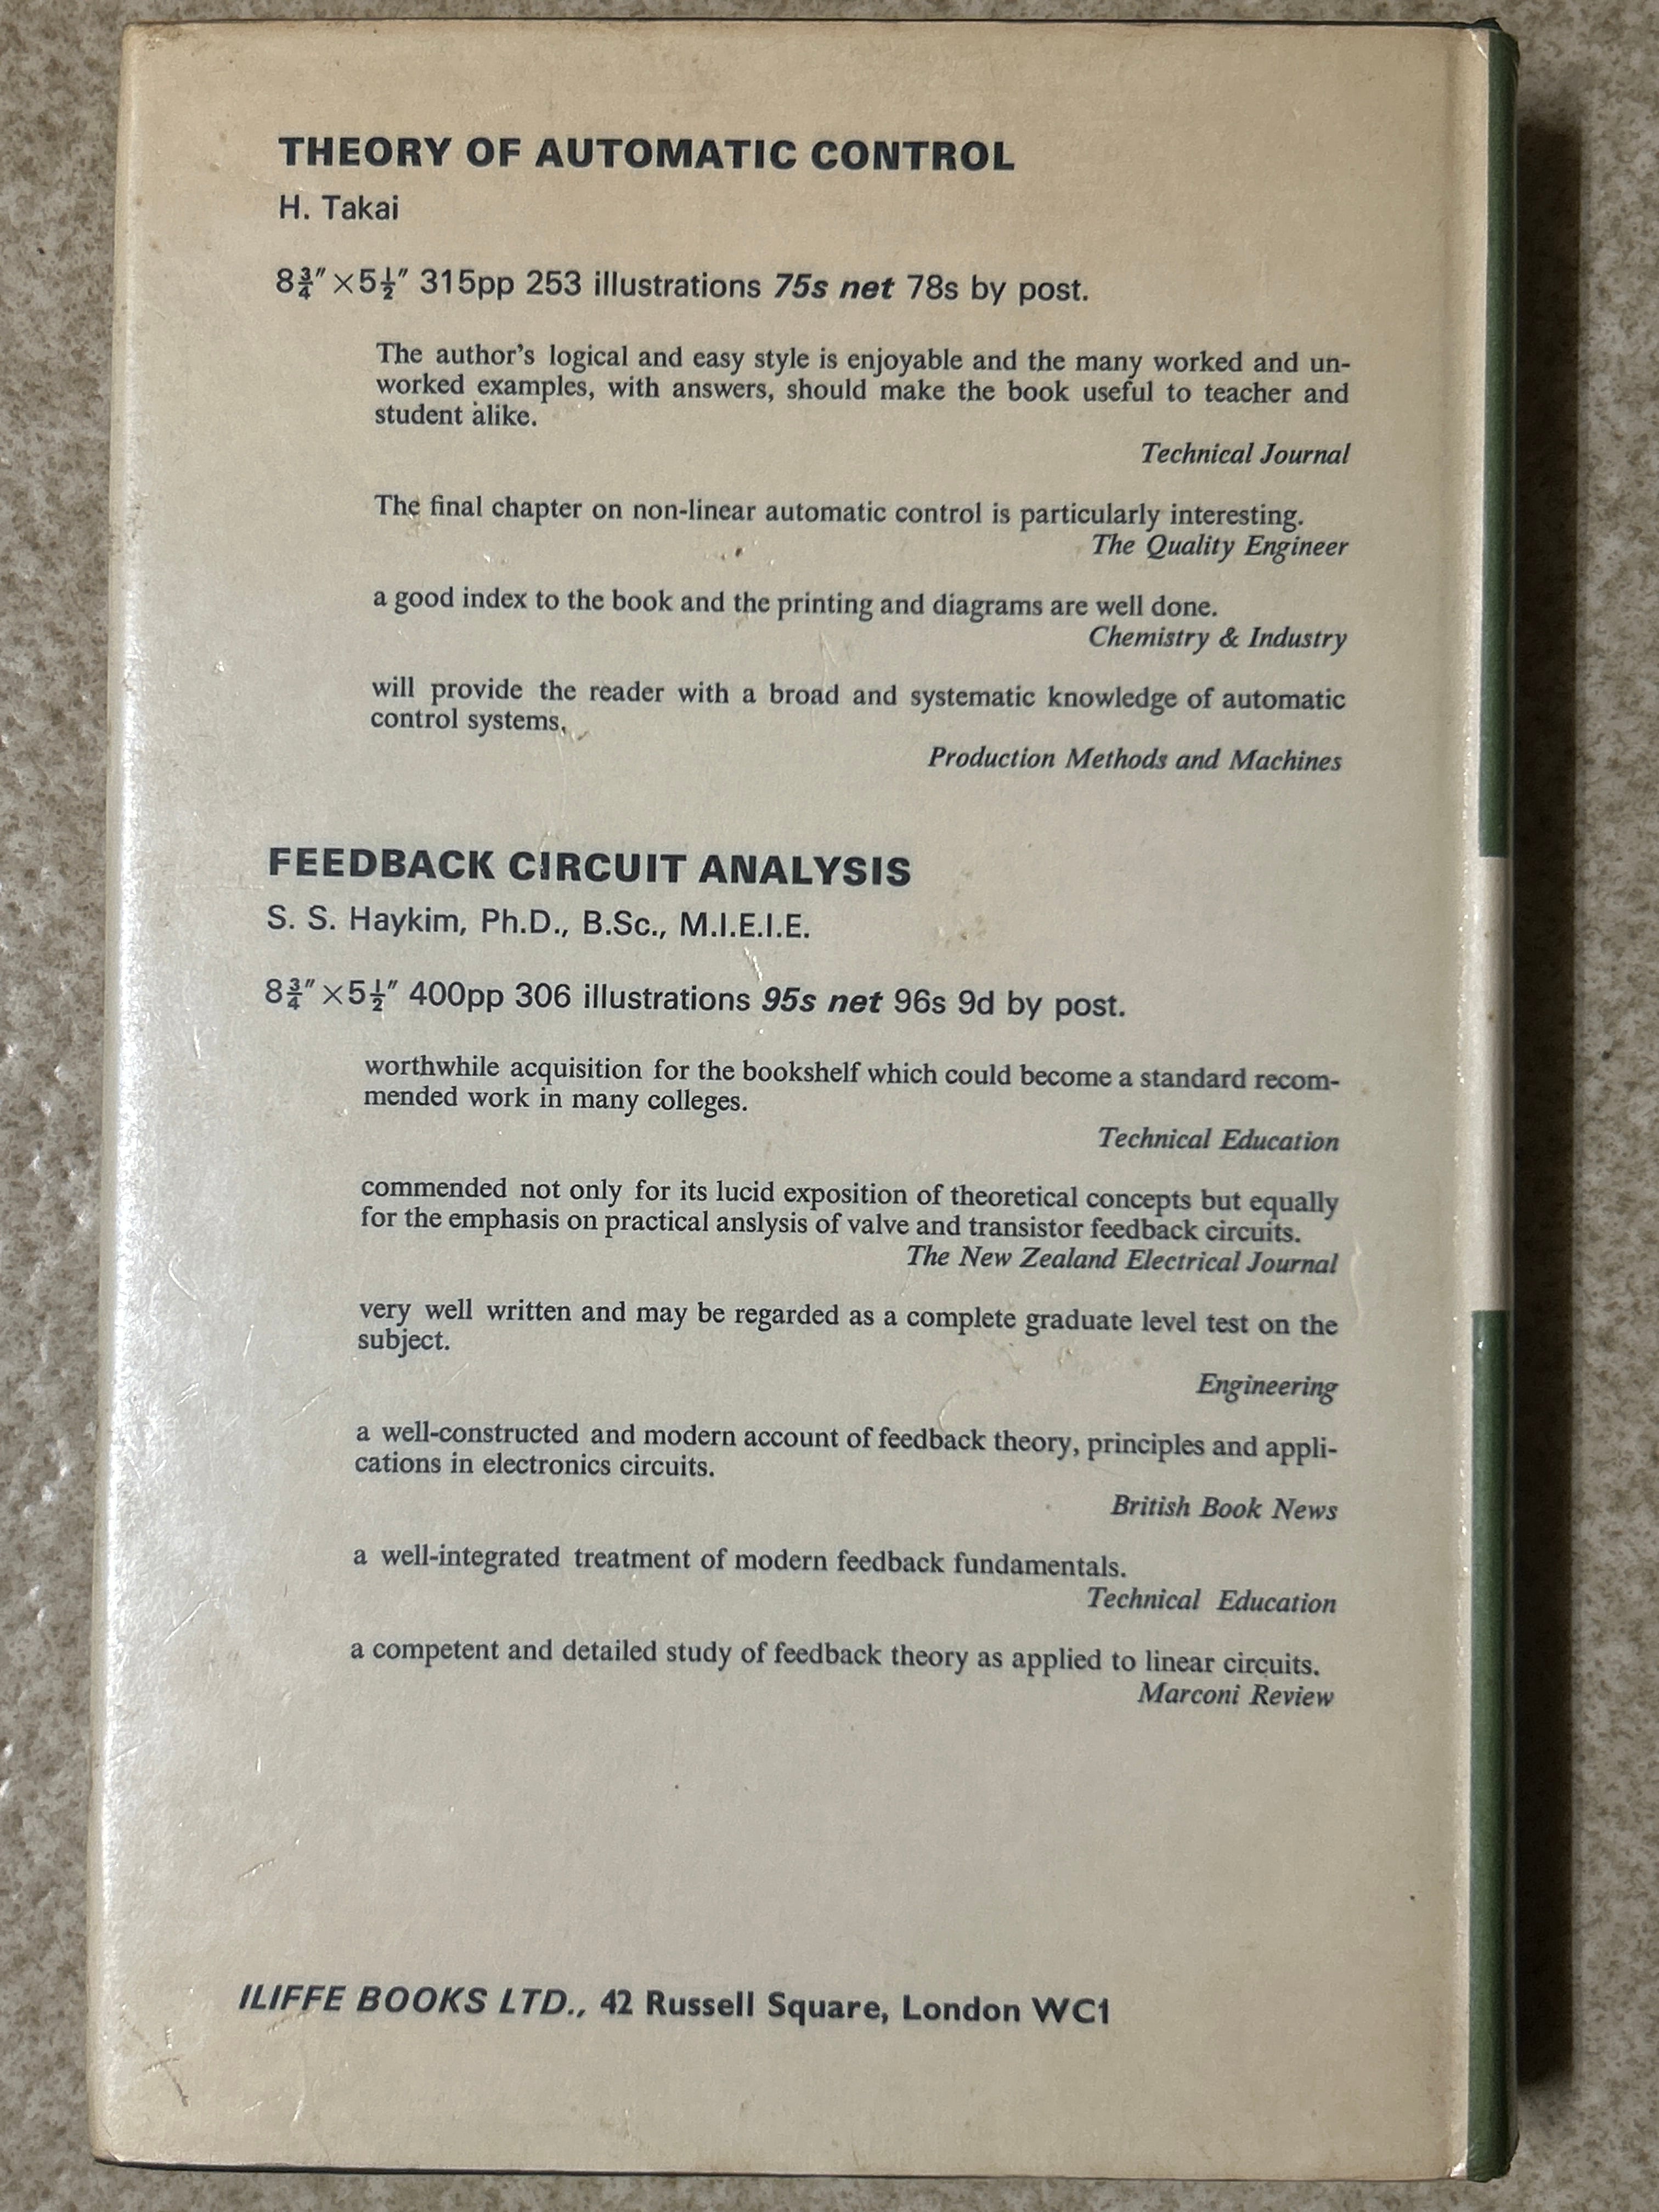 THEORY OF AUTOMATIC CONTROL
H. Takai
8¾″×5½″ 315pp 253 illustrations 75s net 78s by post.
The author's logical and easy style is enjoyable and the many worked and un-
worked examples, with answers, should make the book useful to teacher and
student alike.
Technical Journal
The final chapter on non-linear automatic control is particularly interesting.
The Quality Engineer
a good index to the book and the printing and diagrams are well done.
Chemistry & Industry
will provide the reader with a broad and systematic knowledge of automatic
control systems.
Production Methods and Machines
FEEDBACK CIRCUIT ANALYSIS
S. S. Haykim, Ph.D., B.Sc., M.I.E.I.E.
8¾″×5½″ 400pp 306 illustrations 95s net 96s 9d by post.
worthwhile acquisition for the bookshelf which could become a standard recom-
mended work in many colleges.
Technical Education
commended not only for its lucid exposition of theoretical concepts but equally
for the emphasis on practical anslysis of valve and transistor feedback circuits.
The New Zealand Electrical Journal
very well written and may be regarded as a complete graduate level test on the
subject.
Engineering
a well-constructed and modern account of feedback theory, principles and appli-
cations in electronics circuits.
British Book News
a well-integrated treatment of modern feedback fundamentals.
Technical Education
a competent and detailed study of feedback theory as applied to linear circuits.
Marconi Review
ILIFFE BOOKS LTD., 42 Russell Square, London WC1